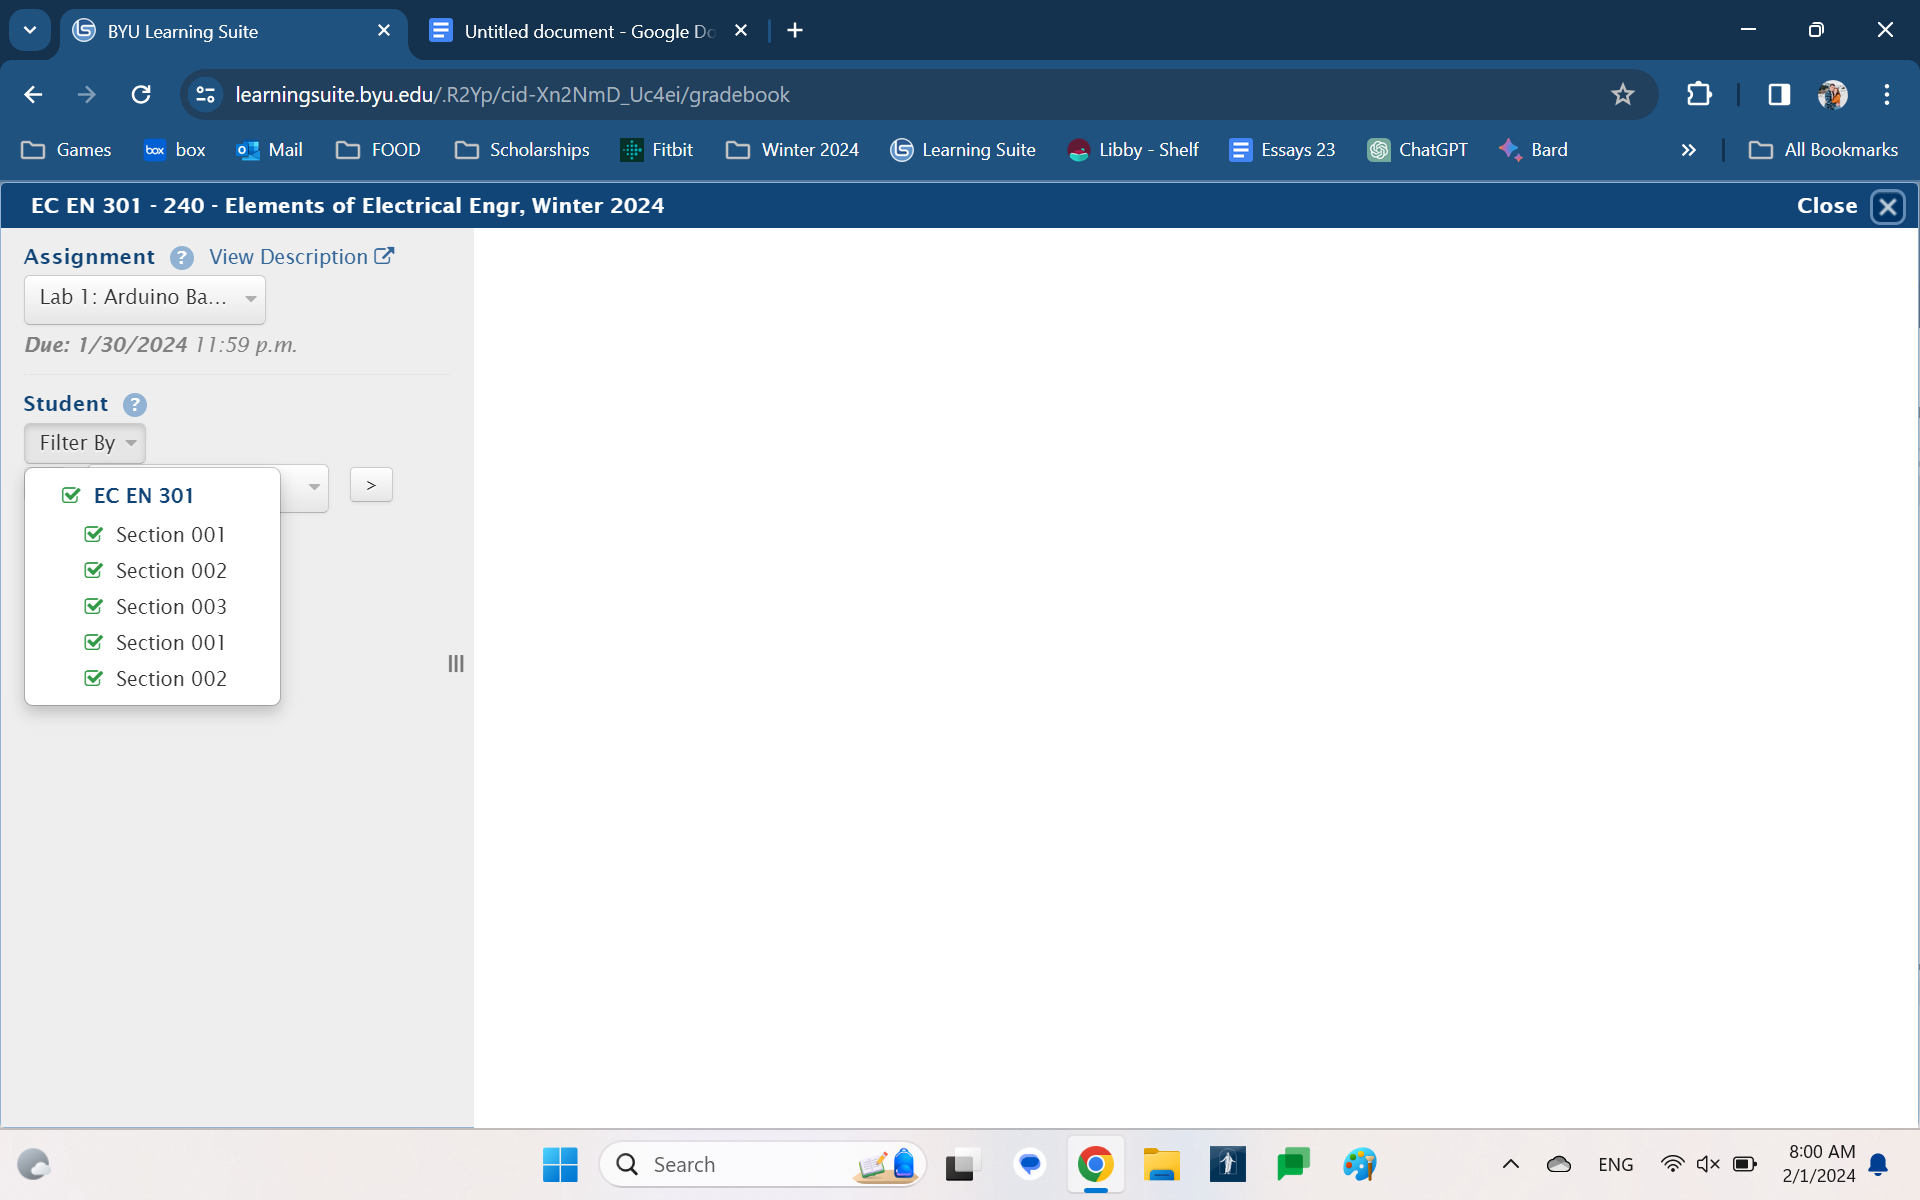 BYU Learning Suite
Untitled document - Google Do
learningsuite.byu.edu/.R2Yp/cid-Xn2NmD_Uc4ei/gradebook
Games
box
box
Mail
FOOD
Scholarships
Fitbit
Winter 2024
Learning Suite
Libby - Shelf
Essays 23
ChatGPT
Bard
All Bookmarks
EC EN 301 - 240 - Elements of Electrical Engr, Winter 2024
Close
Assignment ? View Description
Lab 1: Arduino Ba...
Due: 1/30/2024 11:59 p.m.
Student ?
Filter By
>
EC EN 301
Section 001
Section 002
Section 003
Section 001
Section 002
Search
ENG
8:00 AM
2/1/2024